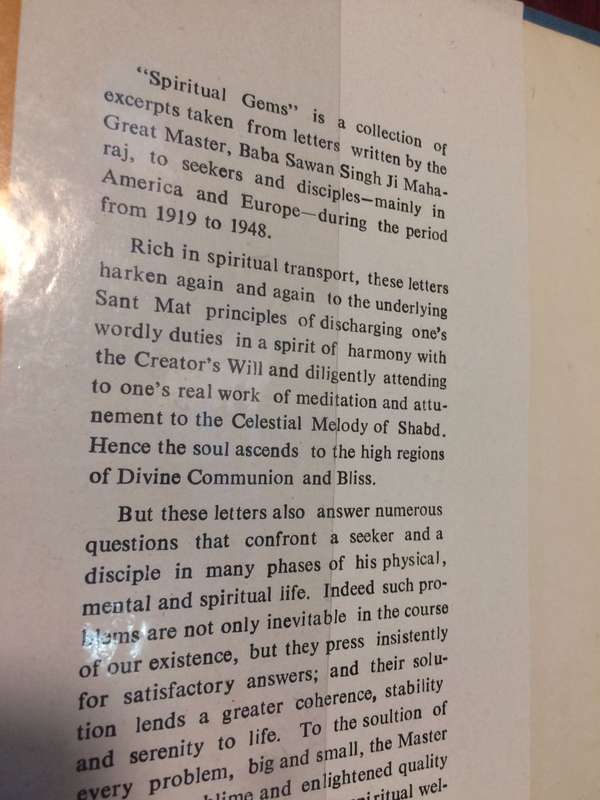 “Spiritual Gems” is a collection of
excerpts taken from letters written by the
Great Master, Baba Sawan Singh Ji Maha-
raj, to seekers and disciples—mainly in
America and Europe—during the period
from 1919 to 1948.
Rich in spiritual transport, these letters
harken again and again to the underlying
Sant Mat principles of discharging one’s
wordly duties in a spirit of harmony with
the Creator’s Will and diligently attending
to one’s real work of meditation and attu-
nement to the Celestial Melody of Shabd.
Hence the soul ascends to the high regions
of Divine Communion and Bliss.
But these letters also answer numerous
questions that confront a seeker and a
disciple in many phases of his physical,
mental and spiritual life. Indeed such pro-
blems are not only inevitable in the course
of our existence, but they press insistently
for satisfactory answers; and their solu-
tion lends a greater coherence, stability
and serenity to life. To the soultion of
every problem, big and small, the Master
and enlightened quality
spiritual wel-